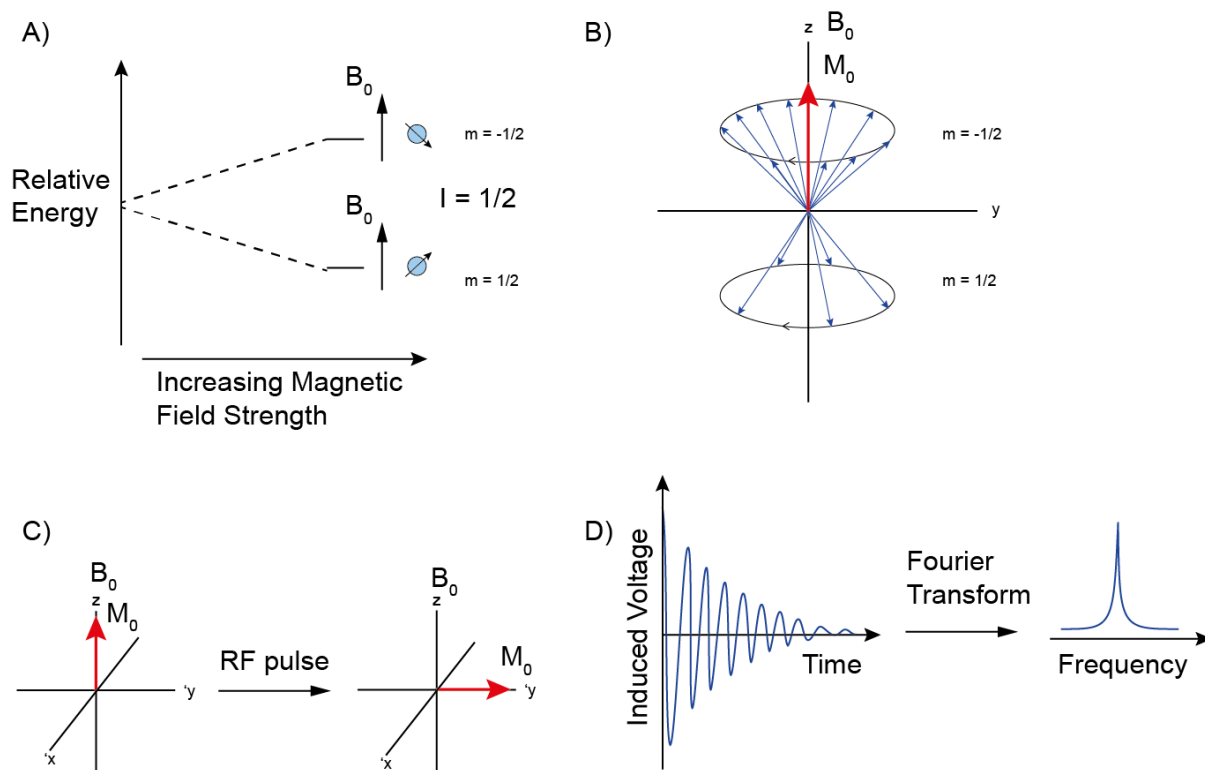 A)
B₀
m = -1/2
Relative
Energy
I = 1/2
B₀
m = 1/2
Increasing Magnetic
Field Strength
B)
z B₀
M₀
m = -1/2
y
m = 1/2
C)
B₀
z
M₀
'y
'x
RF pulse
B₀
z
M₀
'y
'x
D)
Induced Voltage
Time
Fourier
Transform
Frequency